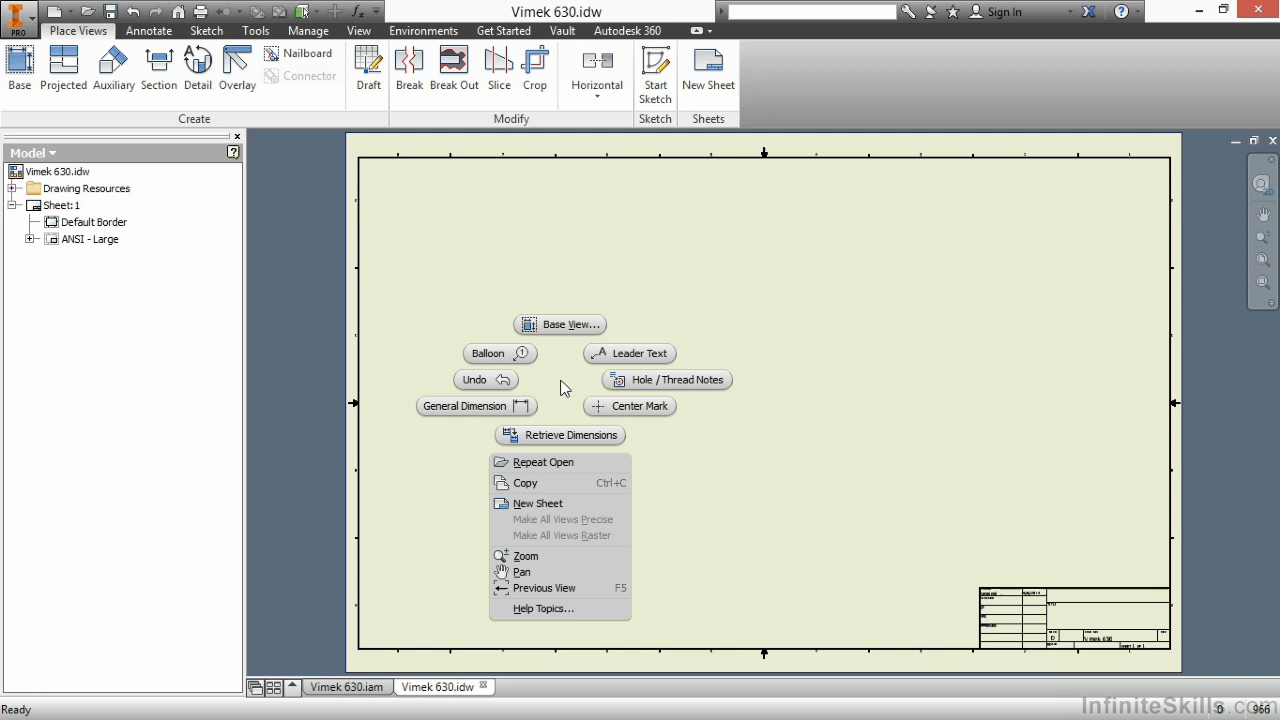 Vimek 630.idw
Sign In
PRO
Place Views Annotate Sketch Tools Manage View Environments Get Started Vault Autodesk 360
Base Projected Auxiliary Section Detail Overlay
Nailboard
Connector
Draft
Break Break Out Slice Crop
Horizontal
Start Sketch
New Sheet
Create Modify Sketch Sheets
Model
Vimek 630.idw
Drawing Resources
Sheet:1
Default Border
ANSI - Large
Base View...
Balloon Leader Text
Undo Hole / Thread Notes
General Dimension Center Mark
Retrieve Dimensions
Repeat Open
Copy Ctrl+C
New Sheet
Make All Views Precise
Make All Views Raster
Zoom
Pan
Previous View F5
Help Topics...
D Vimek 630
Vimek 630.iam Vimek 630.idw
Ready 0 966
InfiniteSkills.com